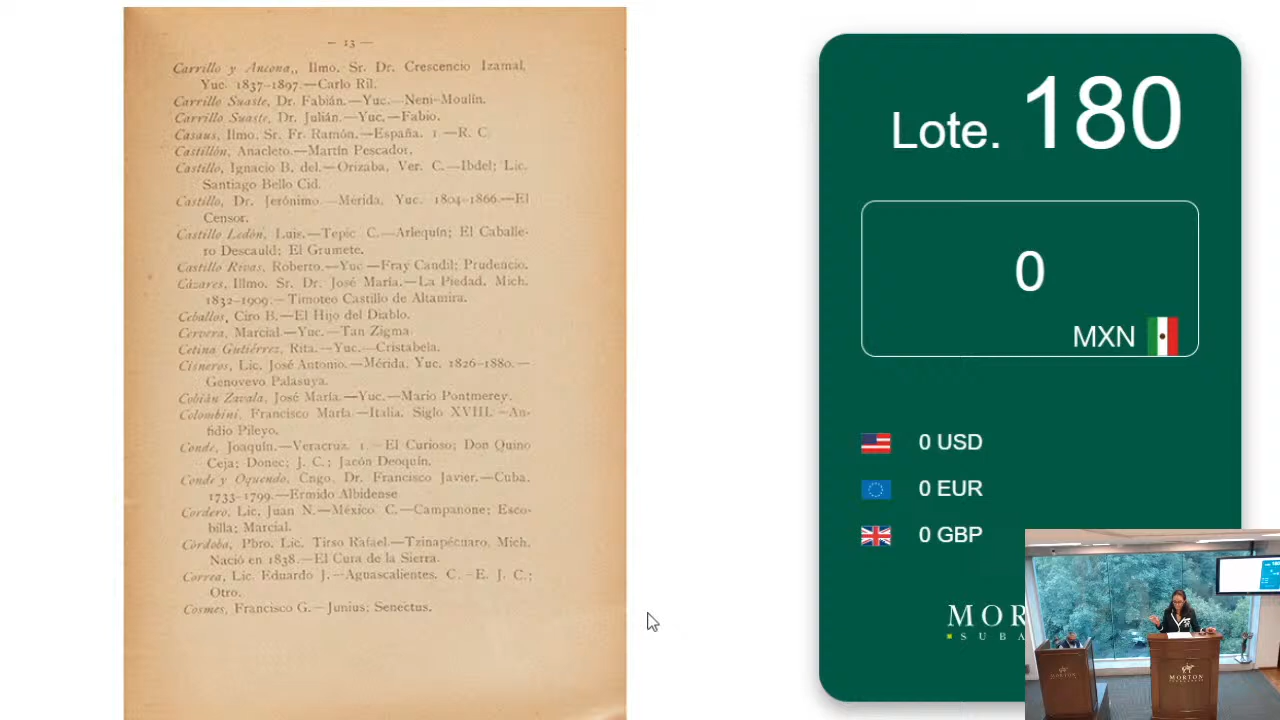 — 13 —
Carrillo y Ancona,, Ilmo. Sr. Dr. Crescencio Izamal,
Yuc. 1837-1897.—Carlo Ril.
Carrillo Suaste, Dr. Fabián.—Yuc.—Neni-Moulín.
Carrillo Suaste, Dr. Julián.—Yuc.—Fabio.
Casaus, Ilmo. Sr. Fr. Ramón.—España. 1.—R. C.
Castillón, Anacleto.—Martín Pescador.
Castillo, Ignacio B. del.—Orizaba, Ver. C.—Ibdel; Lic.
Santiago Bello Cid.
Castillo, Dr. Jerónimo.—Mérida, Yuc. 1804-1866.—El
Censor.
Castillo Ledón, Luis.—Tepic C.—Arlequín; El Caballe-
ro Descauld; El Grumete.
Castillo Rivas, Roberto.—Yuc.—Fray Candil; Prudencio.
Cázares, Illmo. Sr. Dr. José María.—La Piedad, Mich.
1832-1909.—Timoteo Castillo de Altamira.
Ceballos, Ciro B.—El Hijo del Diablo.
Cervera, Marcial.—Yuc.—Tan Zigma.
Cetina Gutiérrez, Rita.—Yuc.—Cristabela.
Cisneros, Lic. José Antonio.—Mérida, Yuc. 1826-1880.—
Genovevo Palasuya.
Cobián Zavala, José María.—Yuc.—Mario Pontmerey.
Colombini, Francisco María.—Italia. Siglo XVIII.—An-
fidio Pileyo.
Conde, Joaquín.—Veracruz. 1.—El Curioso; Don Quino
Ceja; Donec; J. C.; Jacón Deoquín.
Conde y Oquendo, Cngo. Dr. Francisco Javier.—Cuba.
1733-1799.—Ermido Albidense
Cordero, Lic. Juan N.—México C.—Campanone; Esco-
billa; Marcial.
Córdoba, Pbro. Lic. Tirso Rafael.—Tzinapécuaro, Mich.
Nació en 1838.—El Cura de la Sierra.
Correa, Lic. Eduardo J.—Aguascalientes. C.—E. J. C.;
Otro.
Cosmes, Francisco G.—Junius; Senectus.
Lote. 180
0
MXN
0 USD
0 EUR
0 GBP
MOR
SUBA
MORTON
MORTON